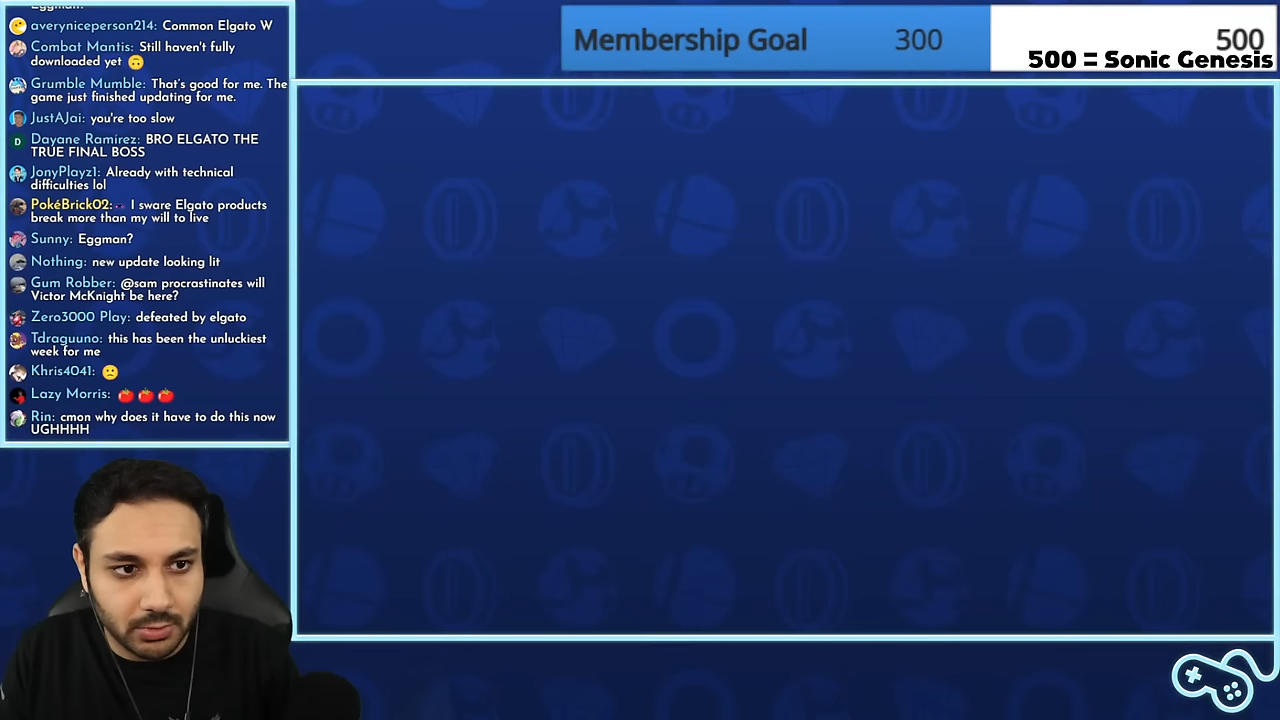 Eggman?
averyniceperson214: Common Elgato W
Combat Mantis: Still haven't fully
downloaded yet 🙃
Grumble Mumble: That's good for me. The
game just finished updating for me.
JustAJai: you're too slow
Dayane Ramírez: BRO ELGATO THE
TRUE FINAL BOSS
JonyPlayz1: Already with technical
difficulties lol
PokéBrick02: I sware Elgato products
break more than my will to live
Sunny: Eggman?
Nothing: new update looking lit
Gum Robber: @sam procrastinates will
Victor McKnight be here?
Zero3000 Play: defeated by elgato
Tdraguuno: this has been the unluckiest
week for me
Khris4041: 🙁
Lazy Morris: 🍅🍅🍅
Rin: cmon why does it have to do this now
UGHHHH
Membership Goal 300 500
500 = Sonic Genesis